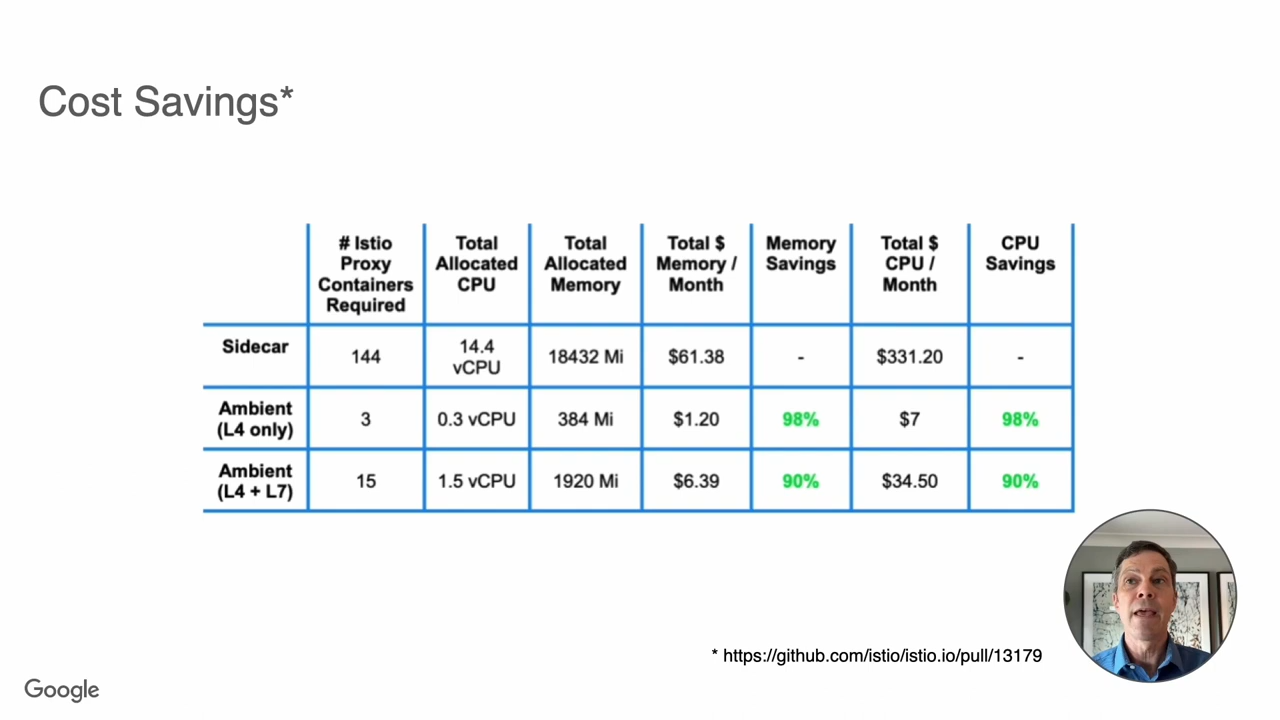 Cost Savings*
# Istio
Proxy
Containers
Required
Total
Allocated
CPU
Total
Allocated
Memory
Total $
Memory /
Month
Memory
Savings
Total $
CPU /
Month
CPU
Savings
Sidecar
144
14.4
vCPU
18432 Mi
$61.38
-
$331.20
-
Ambient
(L4 only)
3
0.3 vCPU
384 Mi
$1.20
98%
$7
98%
Ambient
(L4 + L7)
15
1.5 vCPU
1920 Mi
$6.39
90%
$34.50
90%
* https://github.com/istio/istio.io/pull/13179
Google